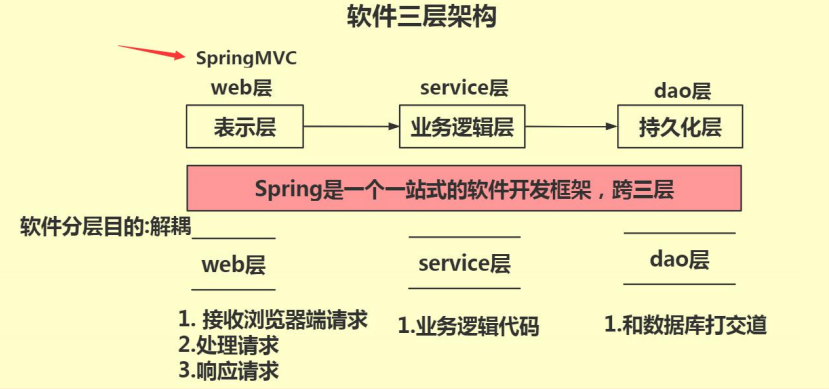 软件三层架构
SpringMVC
web层
service层
dao层
表示层
业务逻辑层
持久化层
Spring是一个一站式的软件开发框架，跨三层
软件分层目的:解耦
web层
service层
dao层
1. 接收浏览器端请求
2.处理请求
3.响应请求
1.业务逻辑代码
1.和数据库打交道